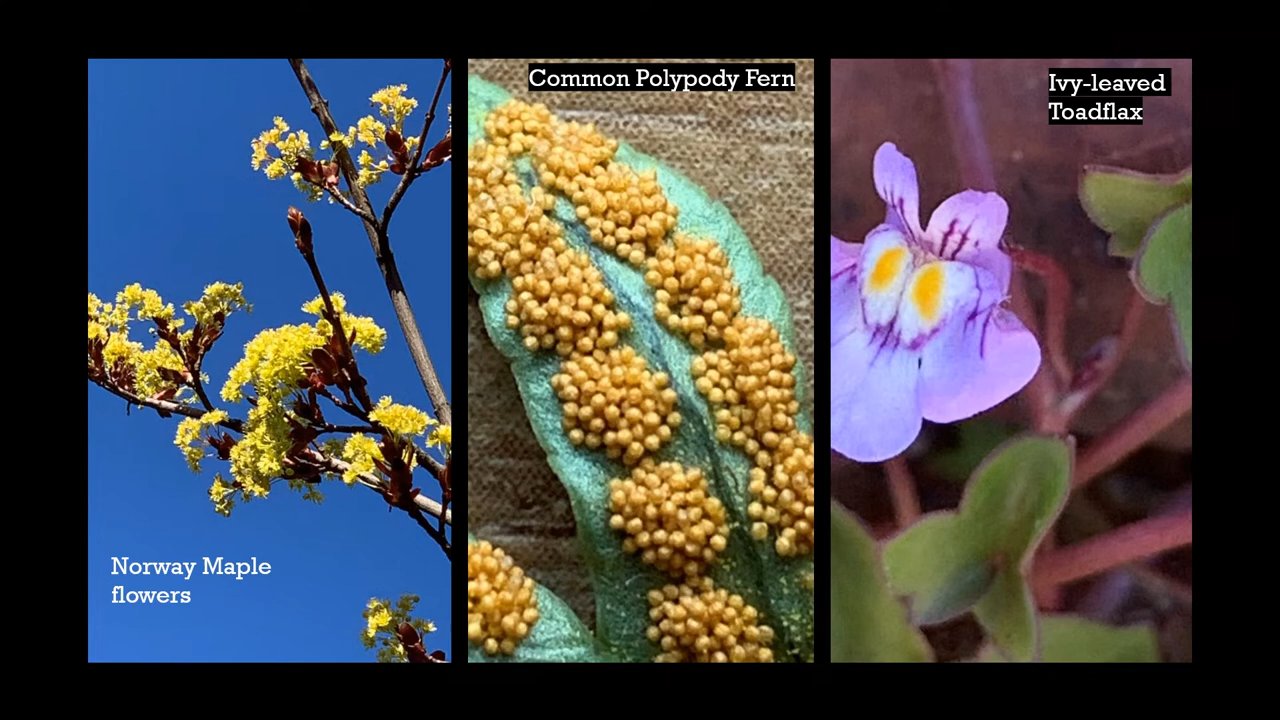 Norway Maple
flowers
Common Polypody Fern
Ivy-leaved
Toadflax